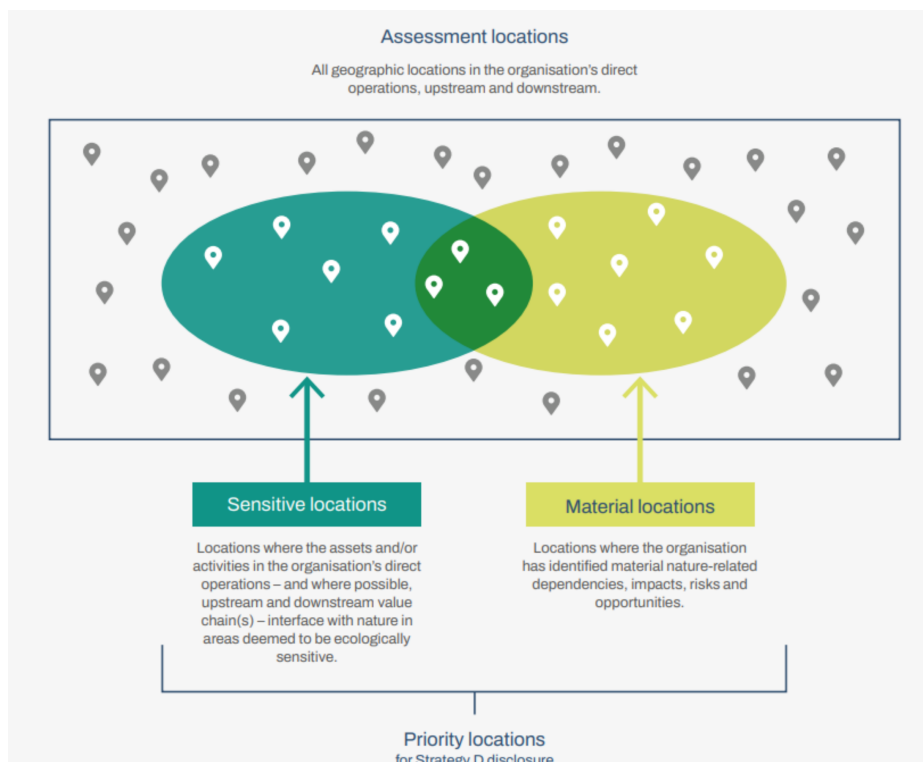 Assessment locations
All geographic locations in the organisation's direct
operations, upstream and downstream.
Sensitive locations
Locations where the assets and/or
activities in the organisation's direct
operations – and where possible,
upstream and downstream value
chain(s) – interface with nature in
areas deemed to be ecologically
sensitive.
Material locations
Locations where the organisation
has identified material nature-related
dependencies, impacts, risks and
opportunities.
Priority locations
for Strategy D disclosure